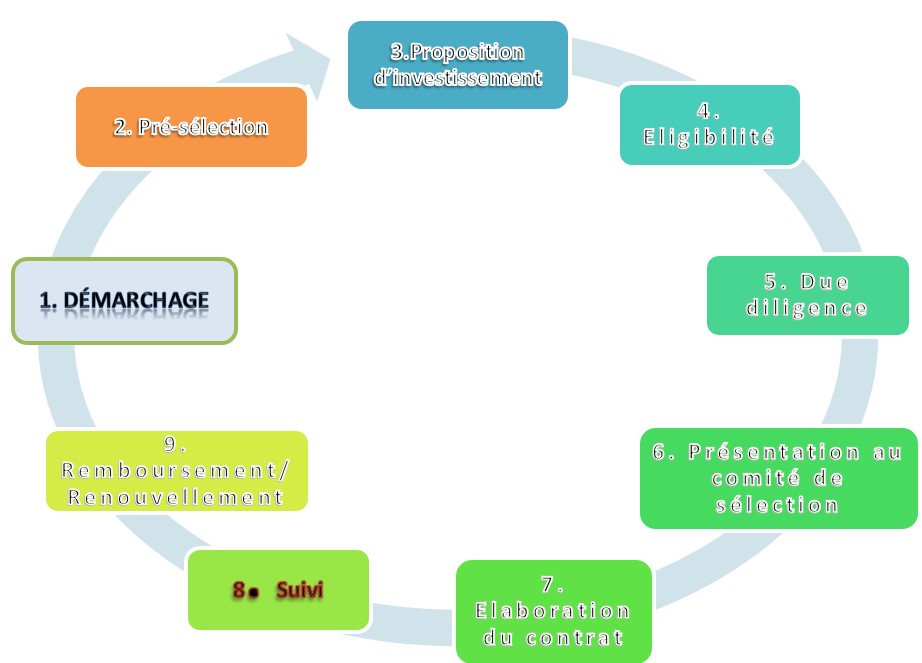 3.Proposition
d'investissement
4.
Eligibilité
2. Pré-sélection
5. Due
diligence
1. DÉMARCHAGE
6. Présentation au
comité de
sélection
9.
Remboursement/
Renouvellement
8. Suivi
7.
Elaboration
du contrat